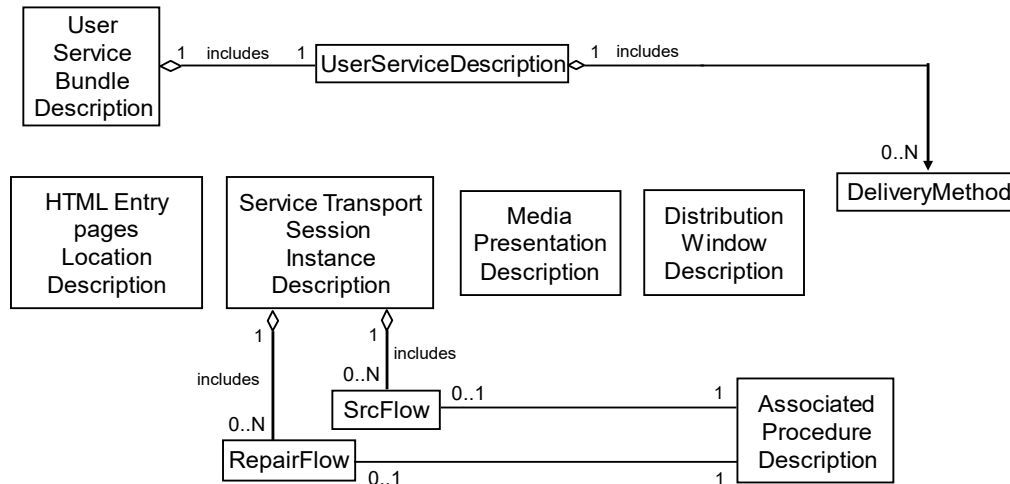 User
Service
Bundle
Description
1 includes 1
UserServiceDescription
1 includes
0..N
DeliveryMethod
HTML Entry
pages
Location
Description
Service Transport
Session
Instance
Description
Media
Presentation
Description
Distribution
Window
Description
1
1
includes
includes
0..N
0..N
SrcFlow
0..1
1
RepairFlow
0..1
1
Associated
Procedure
Description